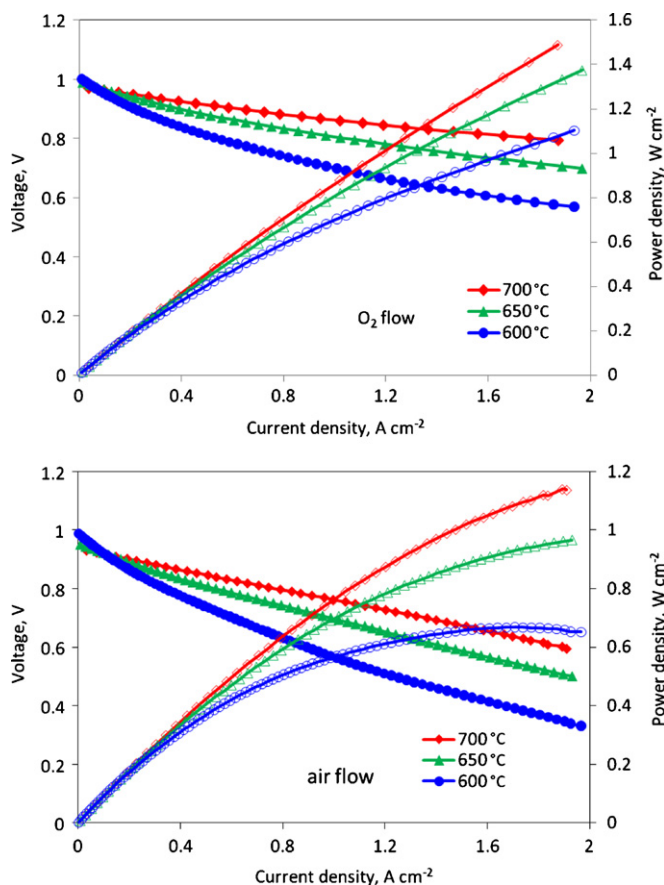 1.2
1
0.8
0.6
0.4
0.2
0
Voltage, V
1.6
1.4
1.2
1
0.8
0.6
0.4
0.2
0
Power density, W cm-2
700°C
650°C
600°C
O2 flow
0.4 0.8 1.2 1.6 2
Current density, A cm-2
1.2
1
0.8
0.6
0.4
0.2
0
Voltage, V
1.2
1
0.8
0.6
0.4
0.2
0
Power density, W cm-2
700°C
650°C
600°C
air flow
0 0.4 0.8 1.2 1.6 2
Current density, A cm-2